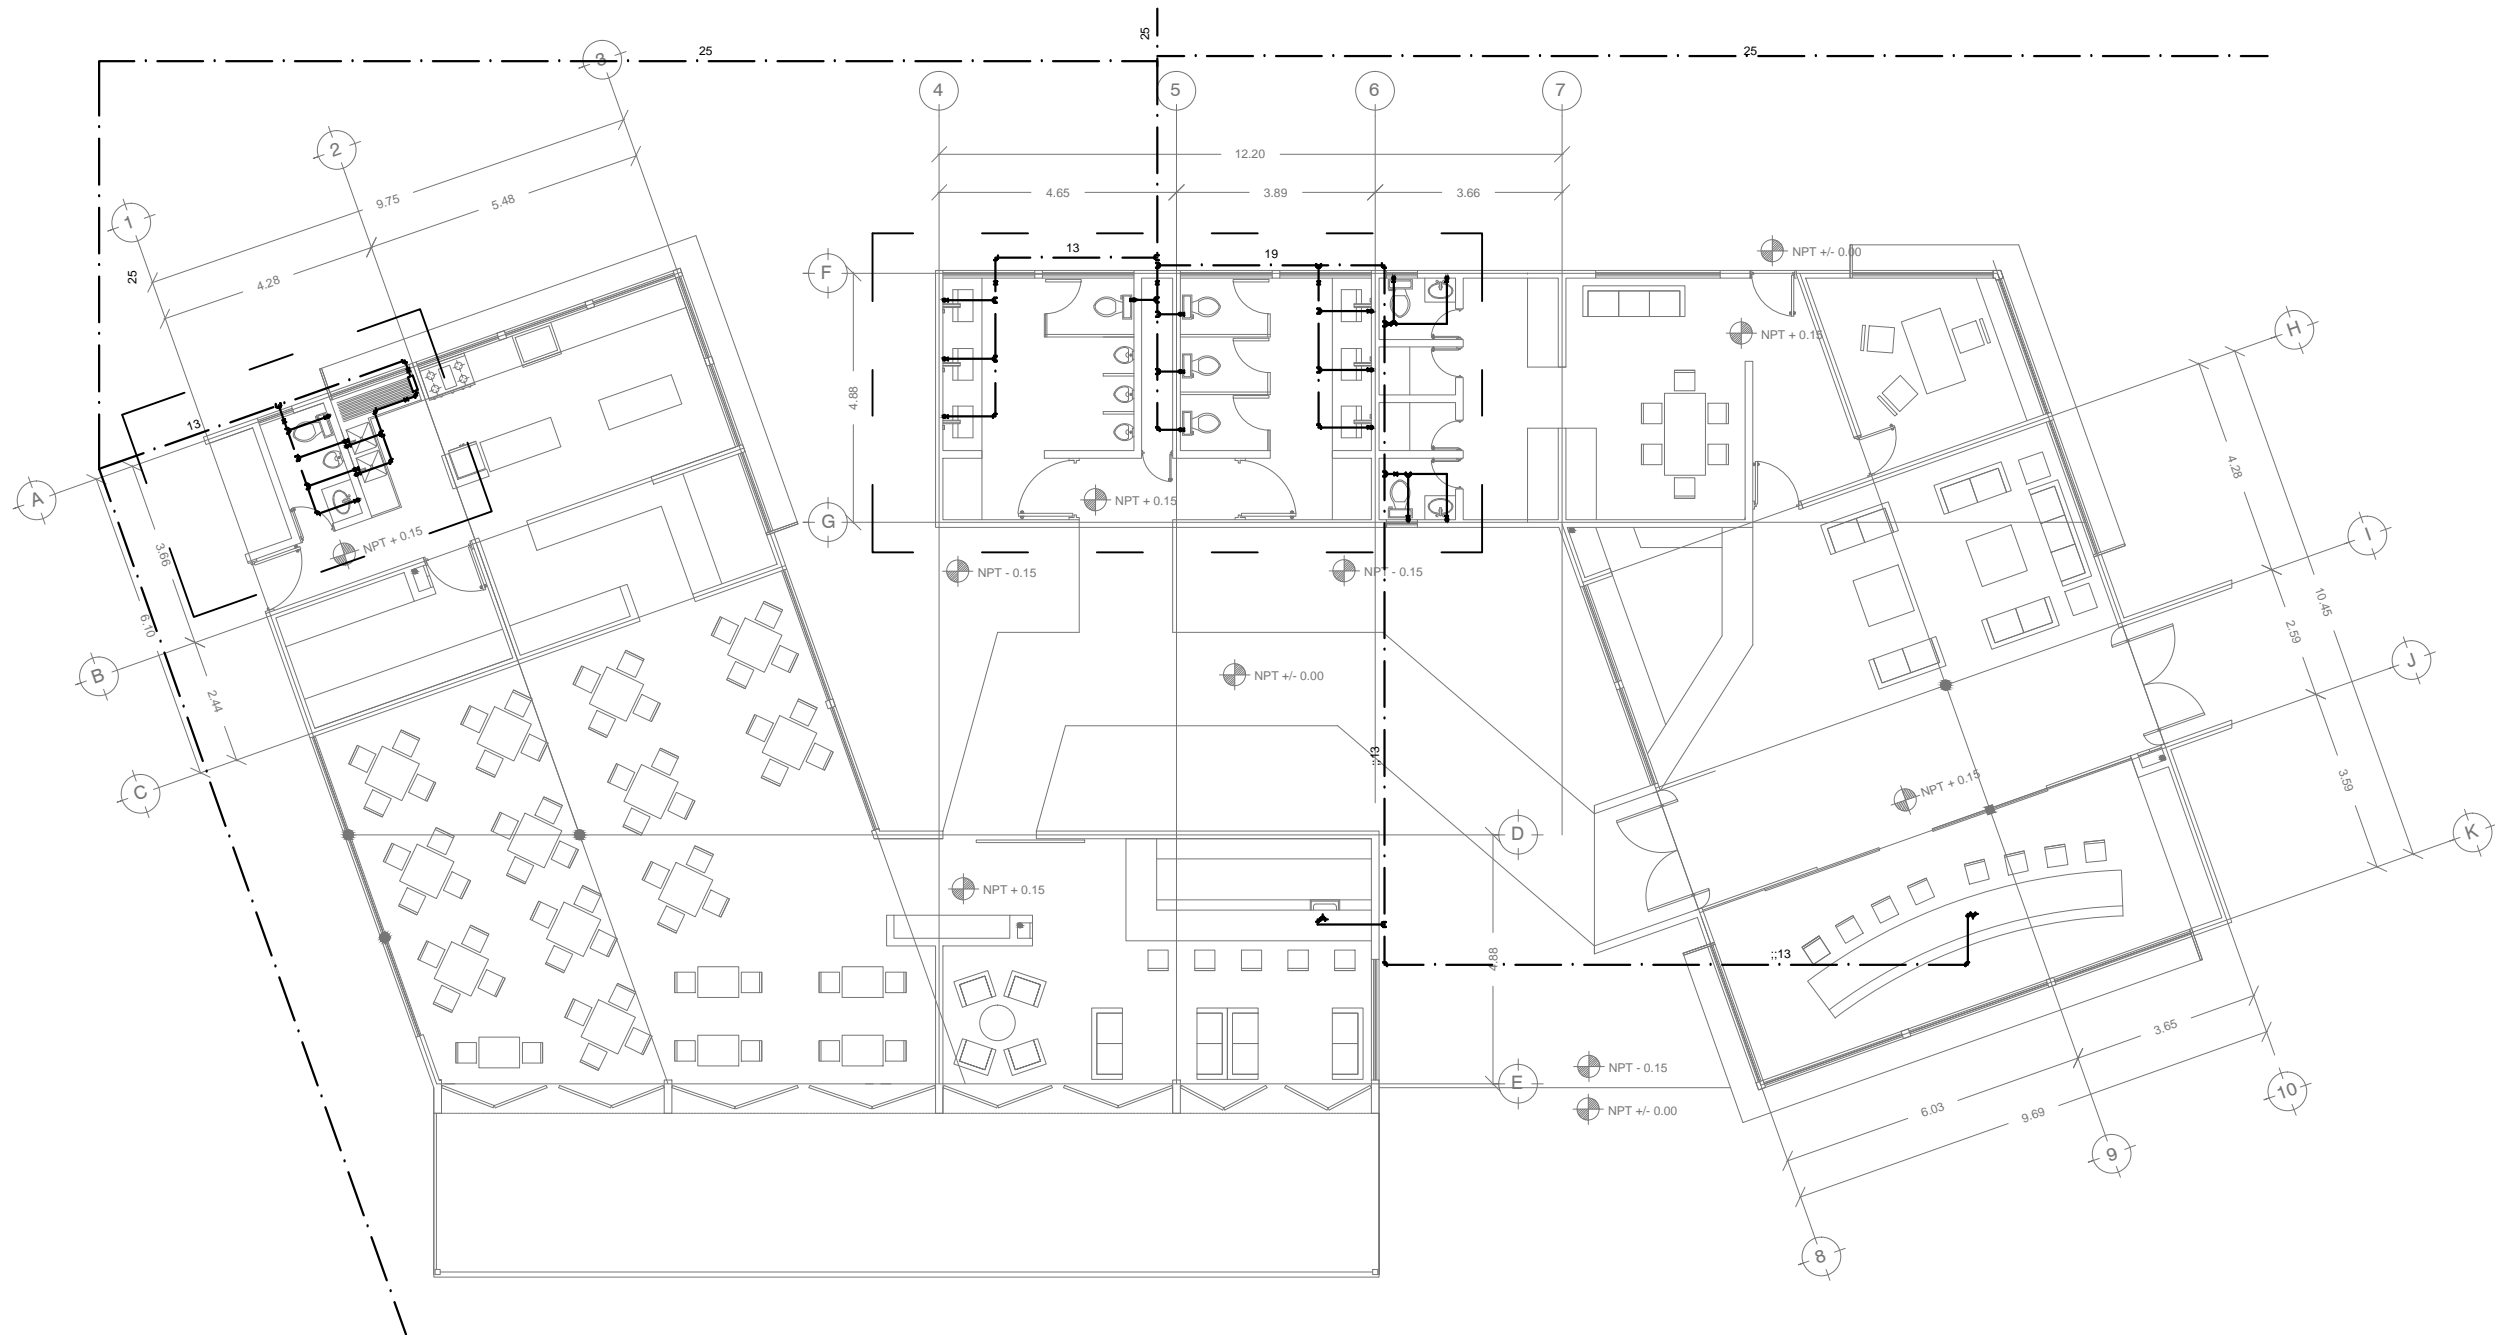 25
25
25
3
4
5
6
7
2
12.20
9.75
5.48
4.65
3.89
3.66
1
13
19
NPT +/- 0.00
F
25
4.28
NPT + 0.15
H
4.88
13
4.28
A
NPT + 0.15
G
NPT + 0.15
I
3.66
NPT - 0.15
NPT - 0.15
10.45
6.10
2.59
B
NPT +/- 0.00
J
2.44
;;13
3.59
C
NPT + 0.15
D
K
NPT + 0.15
4.88
;;13
3.65
NPT - 0.15
E
10
6.03
9.69
NPT +/- 0.00
9
8